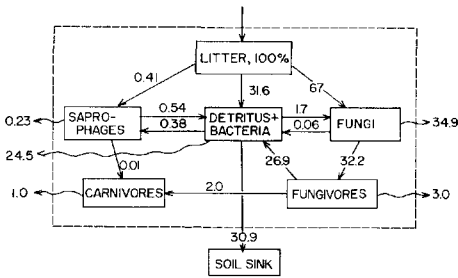 LITTER, 100%
0.41
31.6
67
0.23
SAPRO-
PHAGES
0.54
0.38
DETRITUS+
BACTERIA
1.7
0.06
FUNGI
34.9
24.5
0.01
26.9
32.2
1.0
CARNIVORES
2.0
FUNGIVORES
3.0
30.9
SOIL SINK